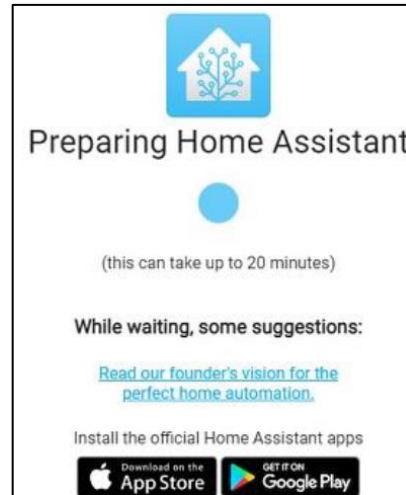 Preparing Home Assistant
(this can take up to 20 minutes)
While waiting, some suggestions:
Read our founder's vision for the
perfect home automation.
Install the official Home Assistant apps
Download on the
App Store
GET IT ON
Google Play